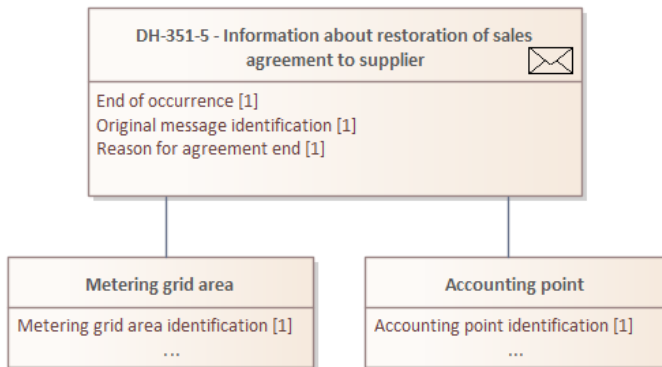 DH-351-5 - Information about restoration of sales
agreement to supplier
End of occurrence [1]
Original message identification [1]
Reason for agreement end [1]
Metering grid area
Metering grid area identification [1]
...
Accounting point
Accounting point identification [1]
...